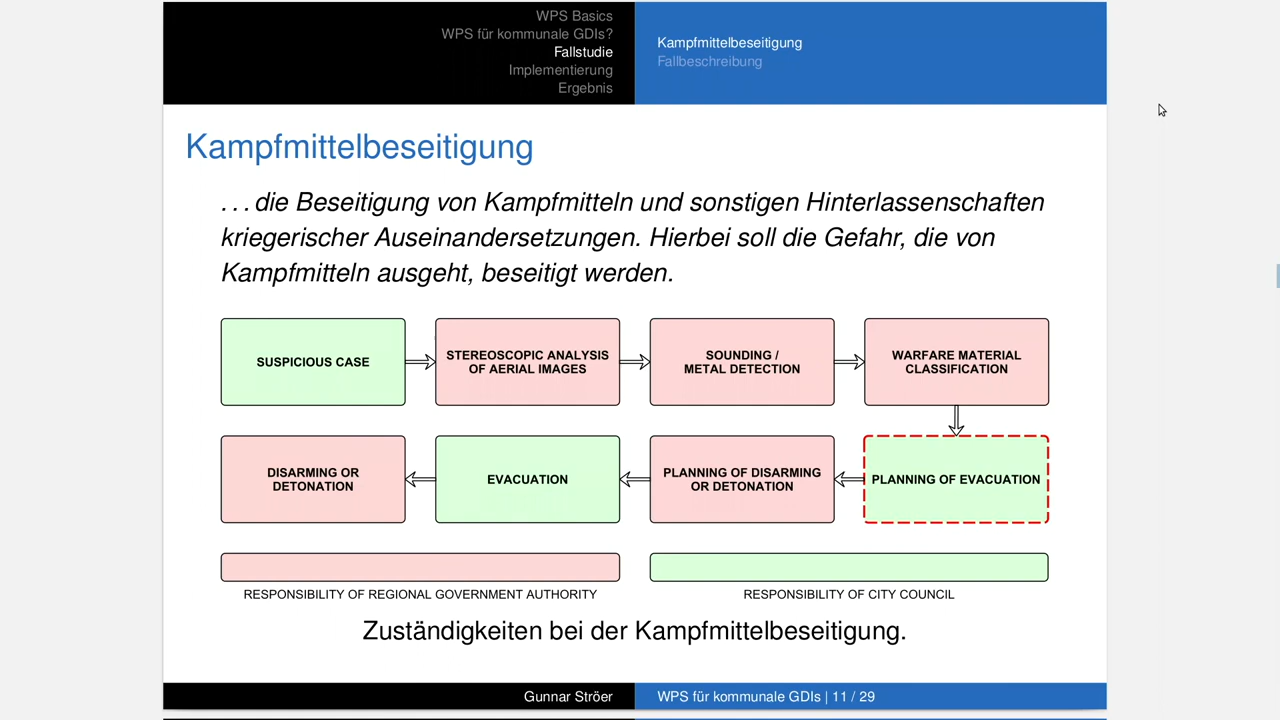 WPS Basics
WPS für kommunale GDIs?
Fallstudie
Implementierung
Ergebnis
Kampfmittelbeseitigung
Fallbeschreibung
Kampfmittelbeseitigung
. . . die Beseitigung von Kampfmitteln und sonstigen Hinterlassenschaften
kriegerischer Auseinandersetzungen. Hierbei soll die Gefahr, die von
Kampfmitteln ausgeht, beseitigt werden.
SUSPICIOUS CASE
STEREOSCOPIC ANALYSIS
OF AERIAL IMAGES
SOUNDING /
METAL DETECTION
WARFARE MATERIAL
CLASSIFICATION
DISARMING OR
DETONATION
EVACUATION
PLANNING OF DISARMING
OR DETONATION
PLANNING OF EVACUATION
RESPONSIBILITY OF REGIONAL GOVERNMENT AUTHORITY
RESPONSIBILITY OF CITY COUNCIL
Zuständigkeiten bei der Kampfmittelbeseitigung.
Gunnar Ströer
WPS für kommunale GDIs | 11 / 29